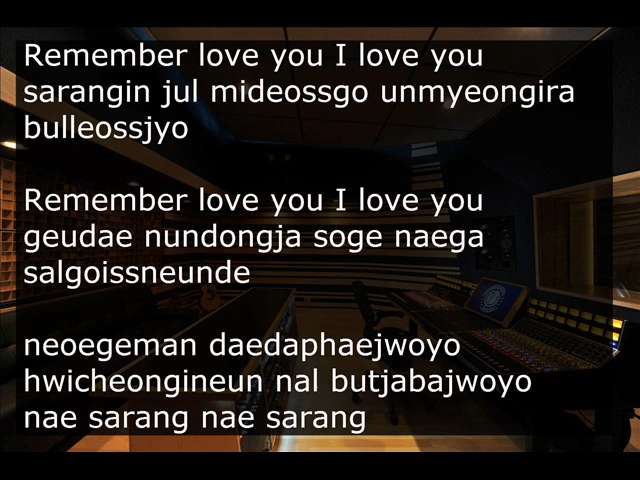 Remember love you I love you
sarangin jul mideossgo unmyeongira
bulleossjyo
Remember love you I love you
geudae nundongja soge naega
salgoissneunde
neoegeman daedaphaejwoyo
hwicheongineun nal butjabajwoyo
nae sarang nae sarang